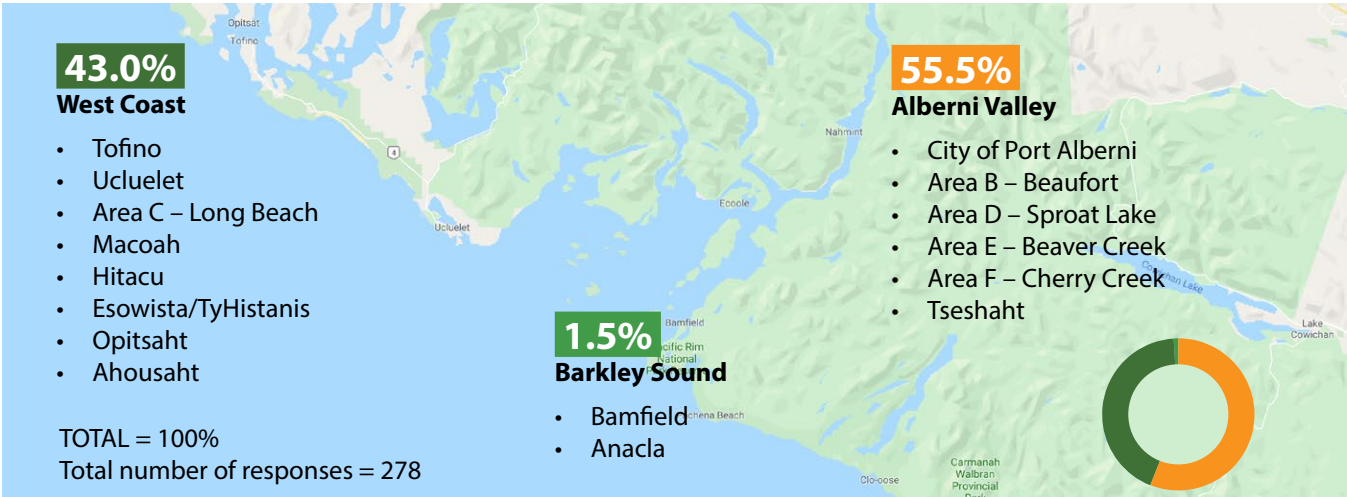 43.0%
West Coast
• Tofino
• Ucluelet
• Area C – Long Beach
• Macoah
• Hitacu
• Esowista/TyHistanis
• Opitsaht
• Ahousaht
TOTAL = 100%
Total number of responses = 278
1.5%
Barkley Sound
• Bamfield
• Anacla
55.5%
Alberni Valley
• City of Port Alberni
• Area B – Beaufort
• Area D – Sproat Lake
• Area E – Beaver Creek
• Area F – Cherry Creek
• Tseshaht
Opitsat
Tofino
4
Ucluelet
Nahmint
Ecoole
Bamfield
National
Beach
Clo-oose
Carmanah
Walbran
Provincial
Lake
Lake
Cowichan